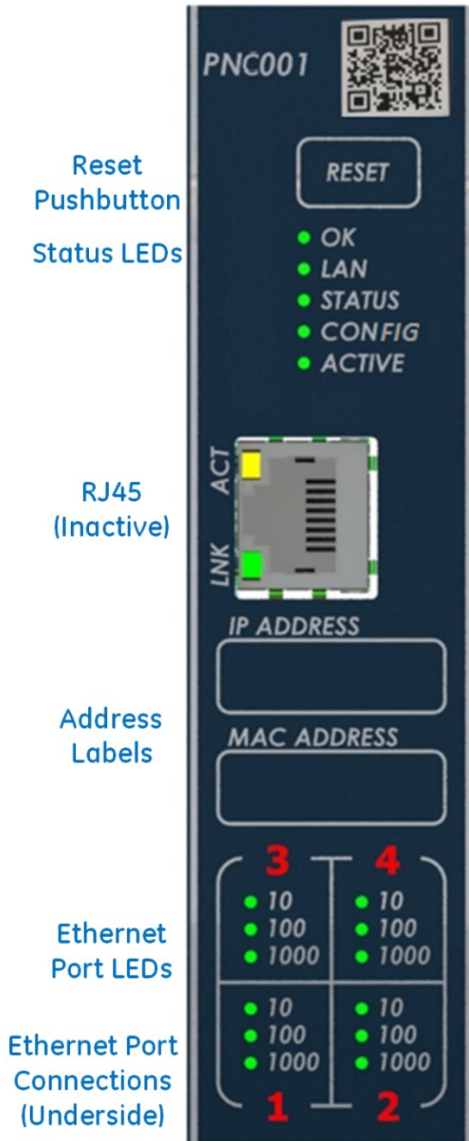 PNC001
RESET
Reset
Pushbutton
Status LEDs
OK
LAN
STATUS
CONFIG
ACTIVE
ACT
RJ45
(Inactive)
LNK
IP ADDRESS
Address
Labels
MAC ADDRESS
3 4
10 10
100 100
1000 1000
Ethernet
Port LEDs
10 10
100 100
1000 1000
Ethernet Port
Connections
(Underside)
1 2